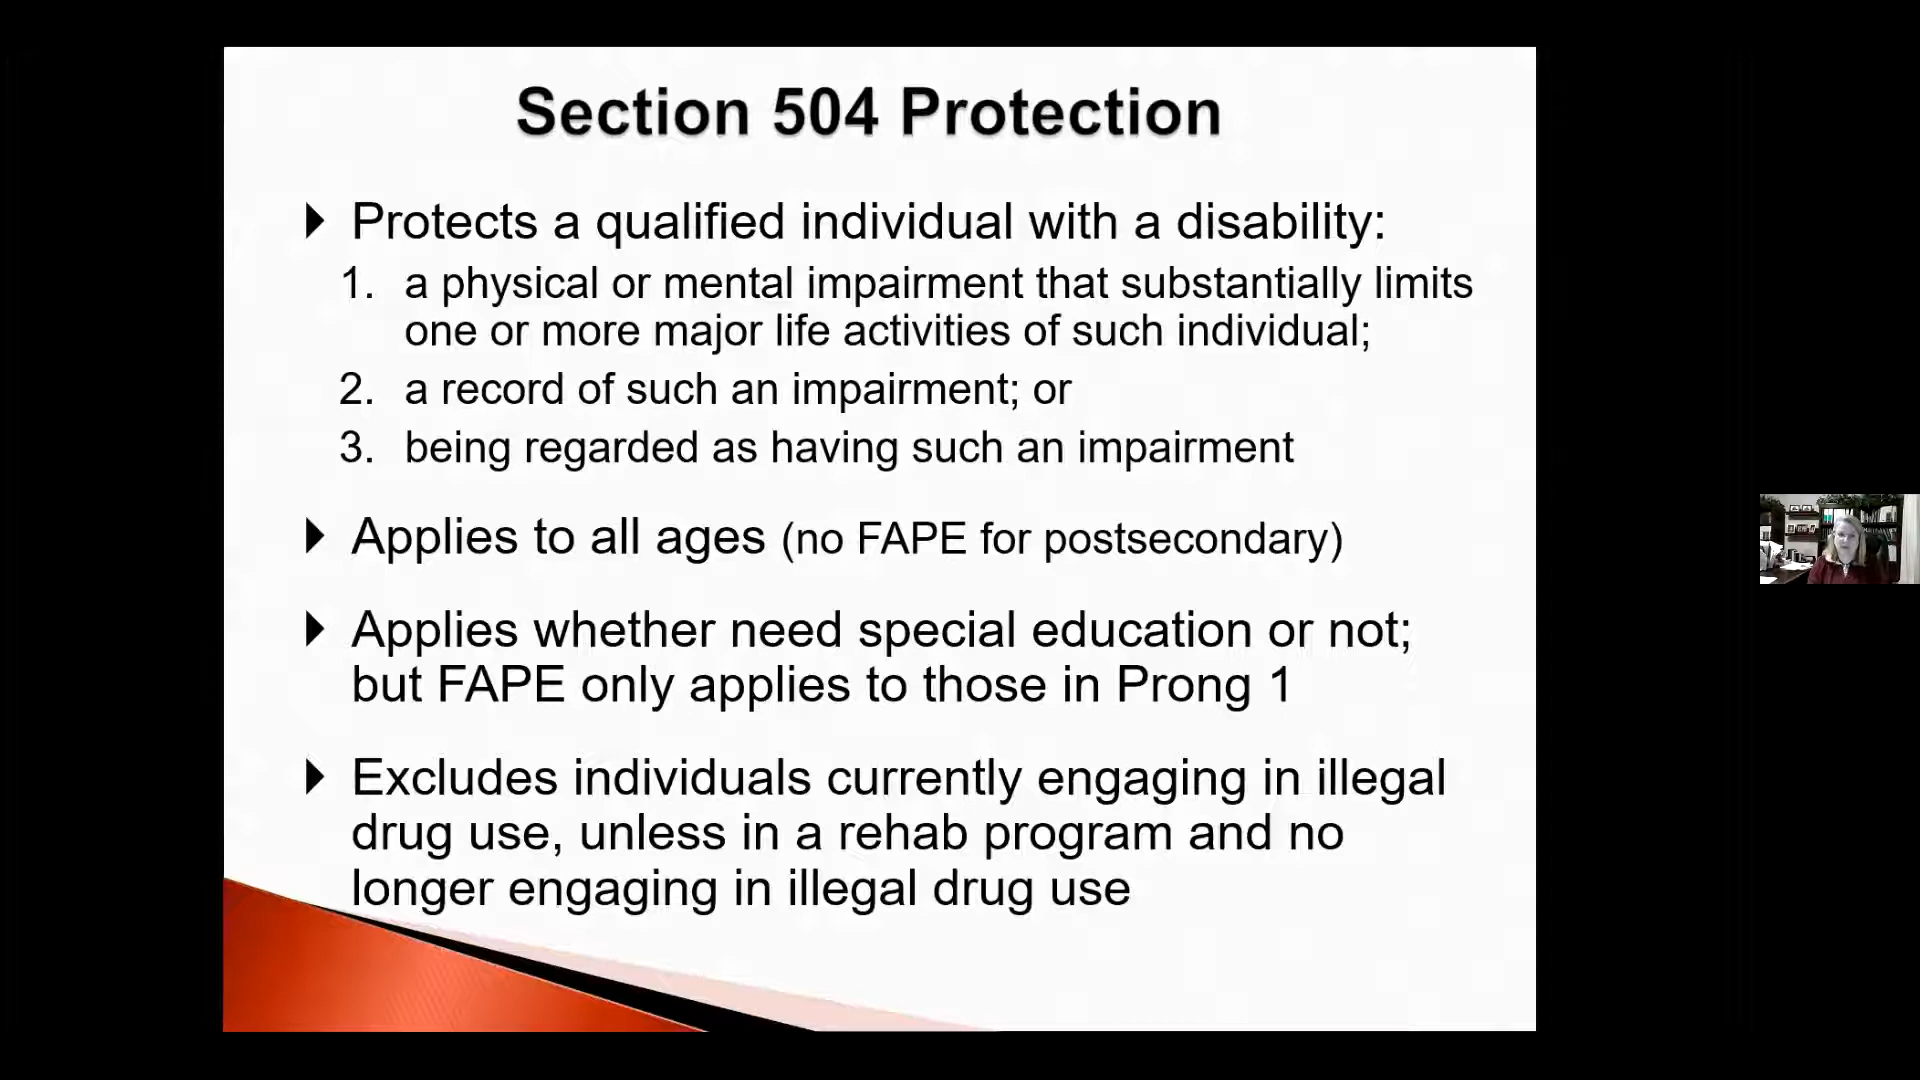 Section 504 Protection
Protects a qualified individual with a disability:
1. a physical or mental impairment that substantially limits
one or more major life activities of such individual;
2. a record of such an impairment; or
3. being regarded as having such an impairment
Applies to all ages (no FAPE for postsecondary)
Applies whether need special education or not;
but FAPE only applies to those in Prong 1
Excludes individuals currently engaging in illegal
drug use, unless in a rehab program and no
longer engaging in illegal drug use